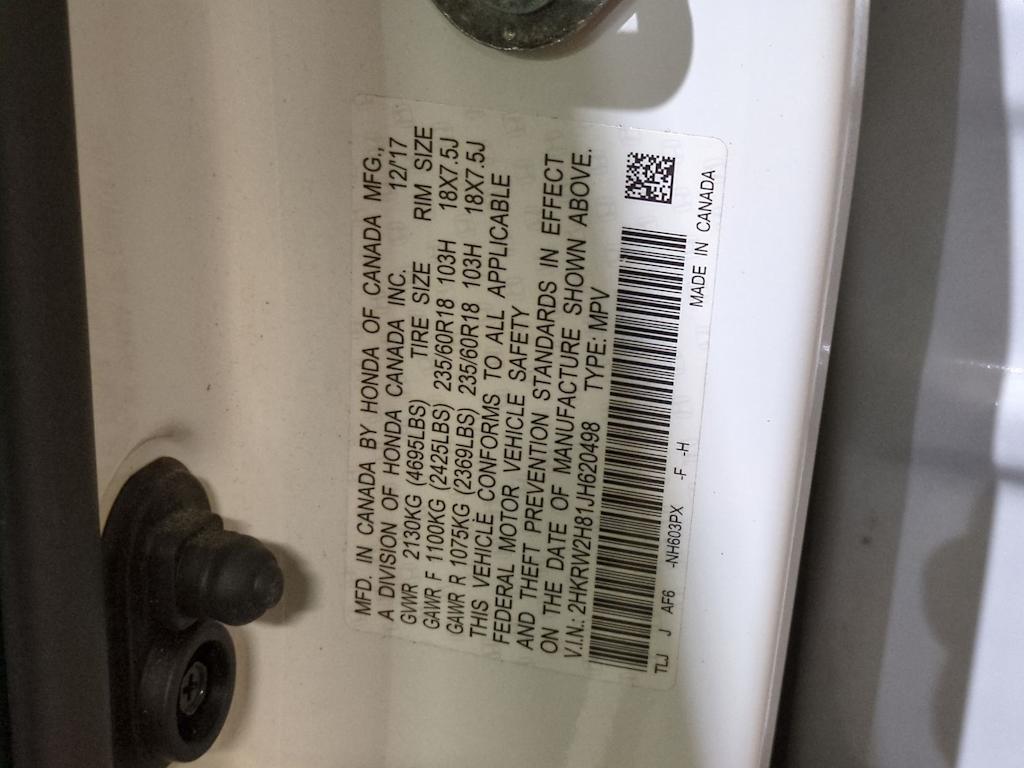 MFD. IN CANADA BY HONDA OF CANADA MFG.,
A DIVISION OF HONDA CANADA INC. 12/17
GVWR 2130KG (4695LBS) TIRE SIZE RIM SIZE
GAWR F 1100KG (2425LBS) 235/60R18 103H 18X7.5J
GAWR R 1075KG (2369LBS) 235/60R18 103H 18X7.5J
THIS VEHICLE CONFORMS TO ALL APPLICABLE
FEDERAL MOTOR VEHICLE SAFETY
AND THEFT PREVENTION STANDARDS IN EFFECT
ON THE DATE OF MANUFACTURE SHOWN ABOVE.
V.I.N.: 2HKRW2H81JH620498 TYPE: MPV
TLJ J AF6 -NH603PX -F -H MADE IN CANADA